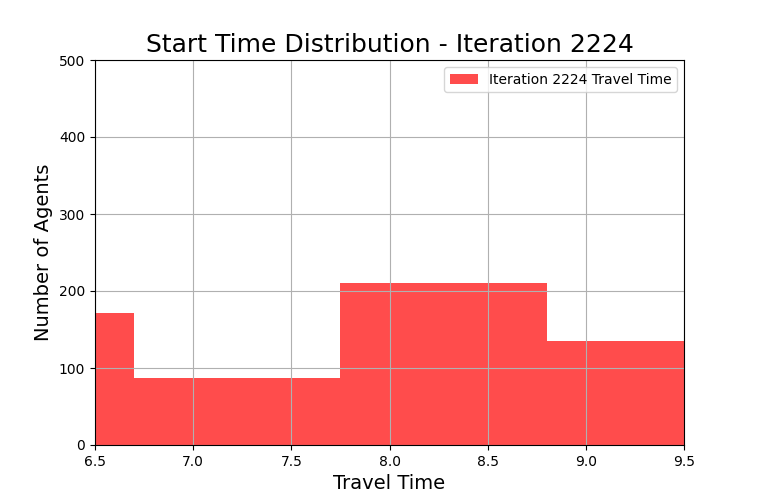 Start Time Distribution - Iteration 2224
Iteration 2224 Travel Time
Number of Agents
500
400
300
200
100
0
6.5 7.0 7.5 8.0 8.5 9.0 9.5
Travel Time